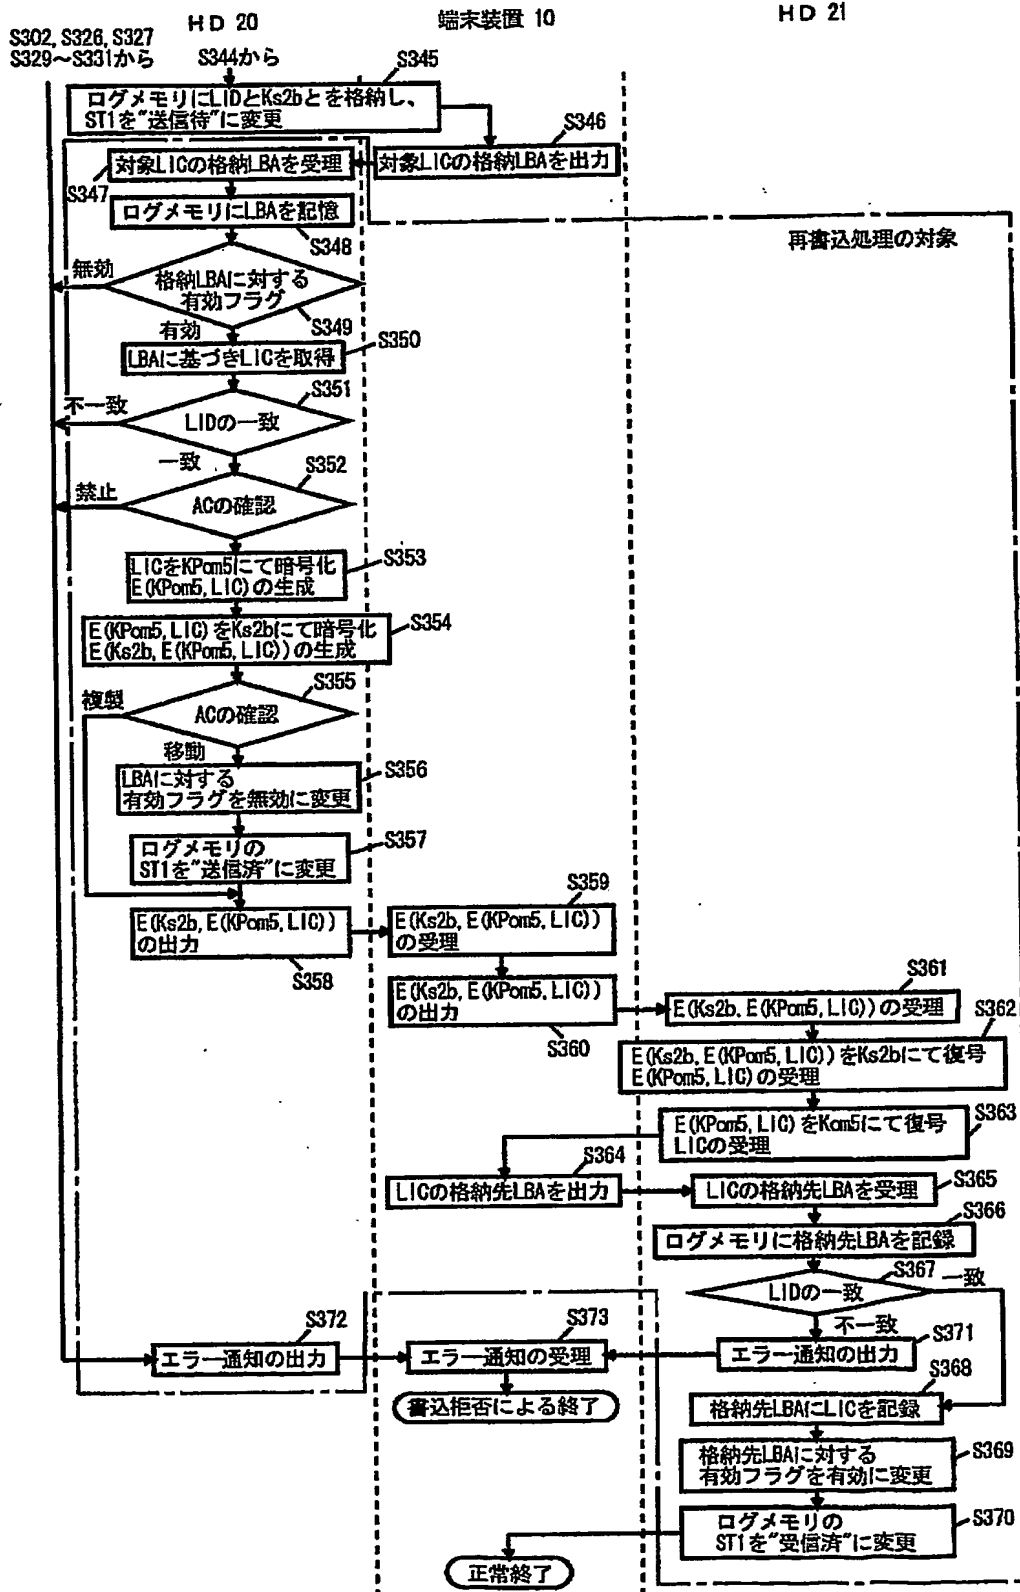 HD 20
端末装置 10
HD 21
S302, S326, S327
S329～S331から
S344から
S345
ログメモリにLIDとKs2bとを格納し、
ST1を"送信待"に変更
S346
対象LICの格納LBAを受理
対象LICの格納LBAを出力
S347
ログメモリにLBAを記憶
S348
再書込処理の対象
無効
格納LBAに対する
有効フラグ
S349
有効
S350
LBAに基づきLICを取得
S351
不一致
LIDの一致
一致
S352
禁止
ACの確認
LICをKPom5にて暗号化
E(KPom5, LIC)の生成
S353
E(KPom5, LIC)をKs2bにて暗号化
E(Ks2b, E(KPom5, LIC))の生成
S354
S355
複製
ACの確認
移動
LBAに対する
有効フラグを無効に変更
S356
ログメモリの
ST1を"送信済"に変更
S357
S359
E(Ks2b, E(KPom5, LIC))
の出力
S358
E(Ks2b, E(KPom5, LIC))
の受理
E(Ks2b, E(KPom5, LIC))
の出力
S360
S361
E(Ks2b, E(KPom5, LIC))の受理
S362
E(Ks2b, E(KPom5, LIC))をKs2bにて復号
E(KPom5, LIC)の受理
E(KPom5, LIC)をKom5にて復号
LICの受理
S363
S364
LICの格納先LBAを出力
LICの格納先LBAを受理
S365
S366
ログメモリに格納先LBAを記録
S367
一致
LIDの一致
不一致
S372
エラー通知の出力
S373
エラー通知の受理
S371
エラー通知の出力
書込拒否による終了
S368
格納先LBAにLICを記録
格納先LBAに対する
有効フラグを有効に変更
S369
ログメモリの
ST1を"受信済"に変更
S370
正常終了